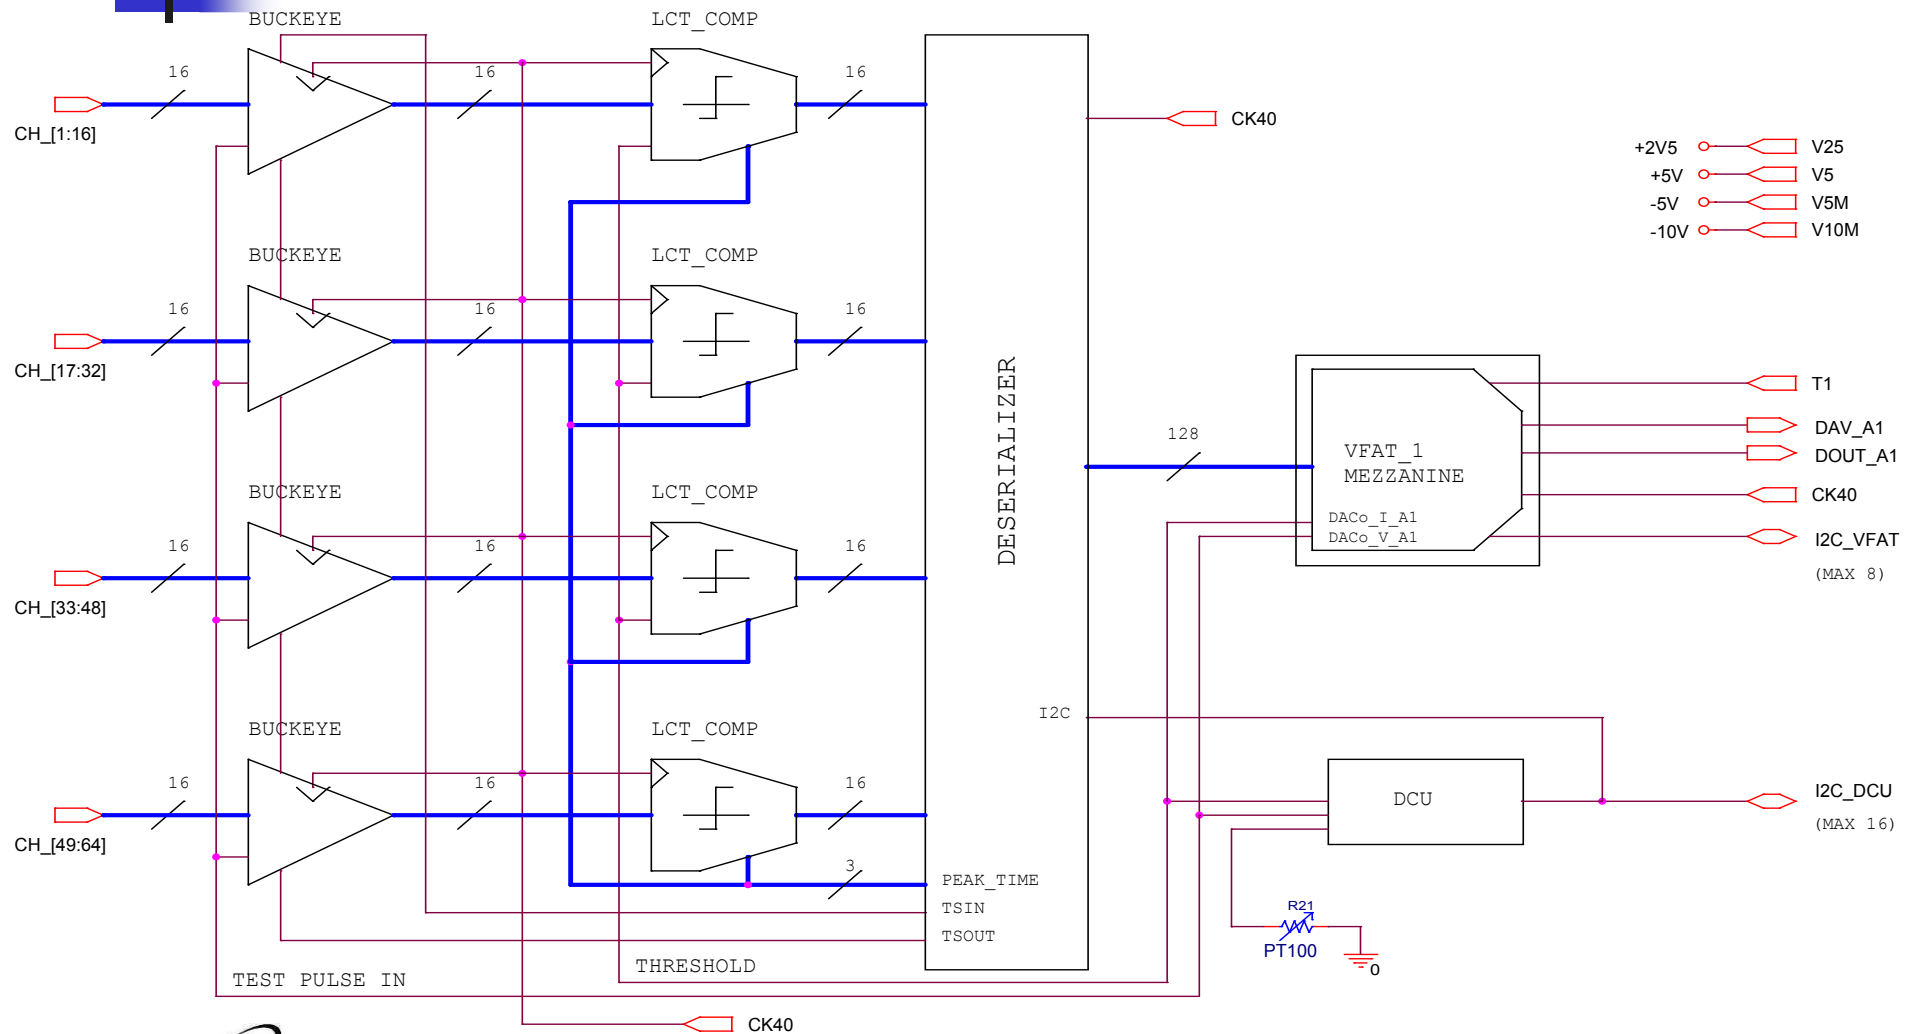 BUCKEYE
LCT_COMP
16
16
16
CH_[1:16]
CK40
+2V5
V25
+5V
V5
-5V
V5M
-10V
V10M
BUCKEYE
LCT_COMP
16
16
16
CH_[17:32]
DESERIALIZER
T1
128
VFAT_1
MEZZANINE
DAV_A1
DOUT_A1
CK40
DACo_I_A1
DACo_V_A1
I2C_VFAT
(MAX 8)
BUCKEYE
LCT_COMP
16
16
16
CH_[33:48]
BUCKEYE
LCT_COMP
I2C
16
16
16
CH_[49:64]
DCU
I2C_DCU
(MAX 16)
3
PEAK_TIME
TSIN
TSOUT
R21
PT100
0
TEST PULSE IN
THRESHOLD
CK40